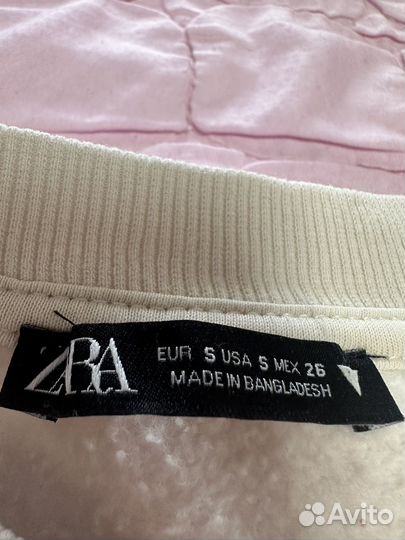 ZARA
EUR S USA S MEX 26
MADE IN BANGLADESH
Avito